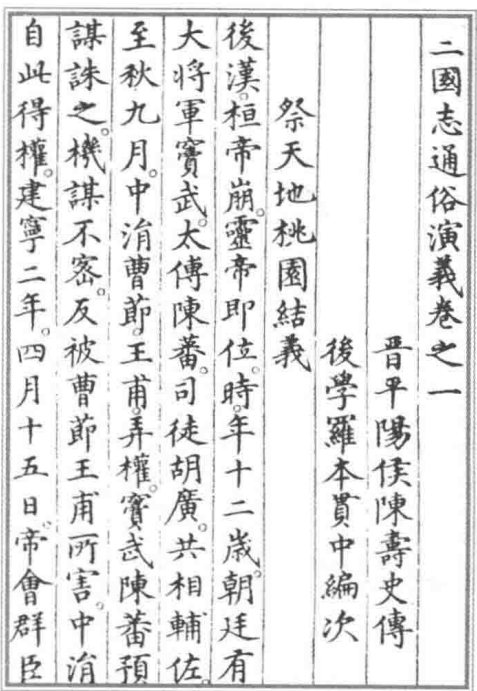 三國志通俗演義卷之一
晋平陽侯陳壽史傳
後學羅本貫中編次
祭天地桃園結義
後漢。桓帝崩。靈帝即位。時年十二歲。朝廷有
大將軍竇武。太傅陳蕃。司徒胡廣。共相輔佐。
至秋九月。中涓曹節。王甫。弄權。竇武陳蕃預
謀誅之。機謀不密。反被曹節王甫所害。中涓
自此得權。建寧二年。四月十五日。帝會群臣